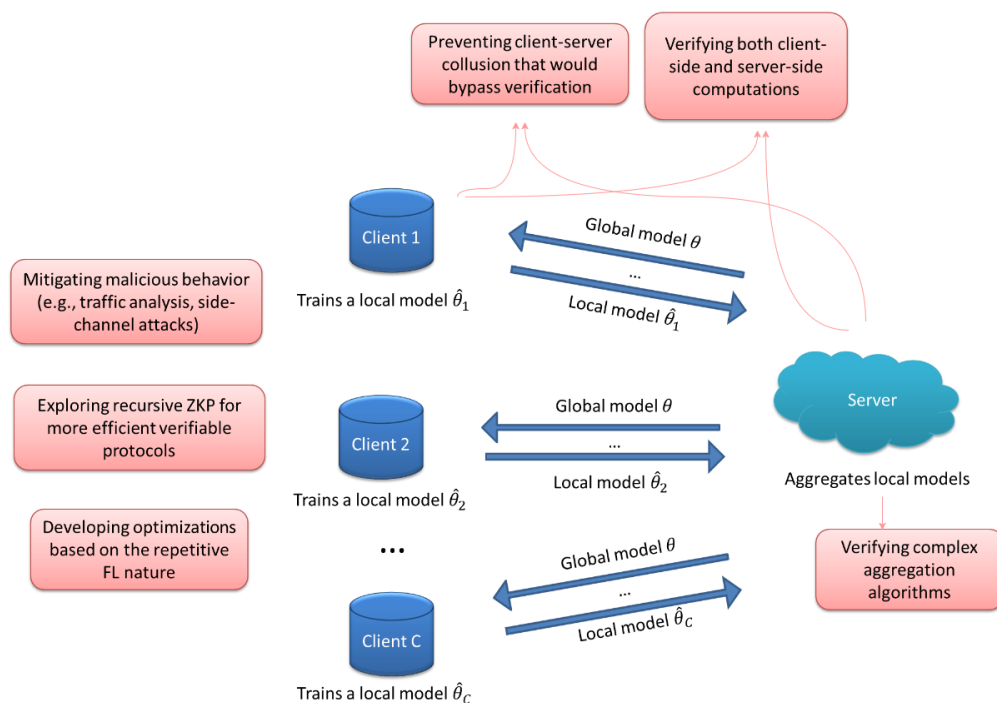 Preventing client-server
collusion that would
bypass verification
Verifying both client-
side and server-side
computations
Client 1
Trains a local model θ̂₁
Global model θ
...
Local model θ̂₁
Mitigating malicious behavior
(e.g., traffic analysis, side-
channel attacks)
Exploring recursive ZKP for
more efficient verifiable
protocols
Developing optimizations
based on the repetitive
FL nature
Client 2
Trains a local model θ̂₂
Global model θ
...
Local model θ̂₂
Server
Aggregates local models
Verifying complex
aggregation
algorithms
...
Client C
Trains a local model θ̂_C
Global model θ
...
Local model θ̂_C